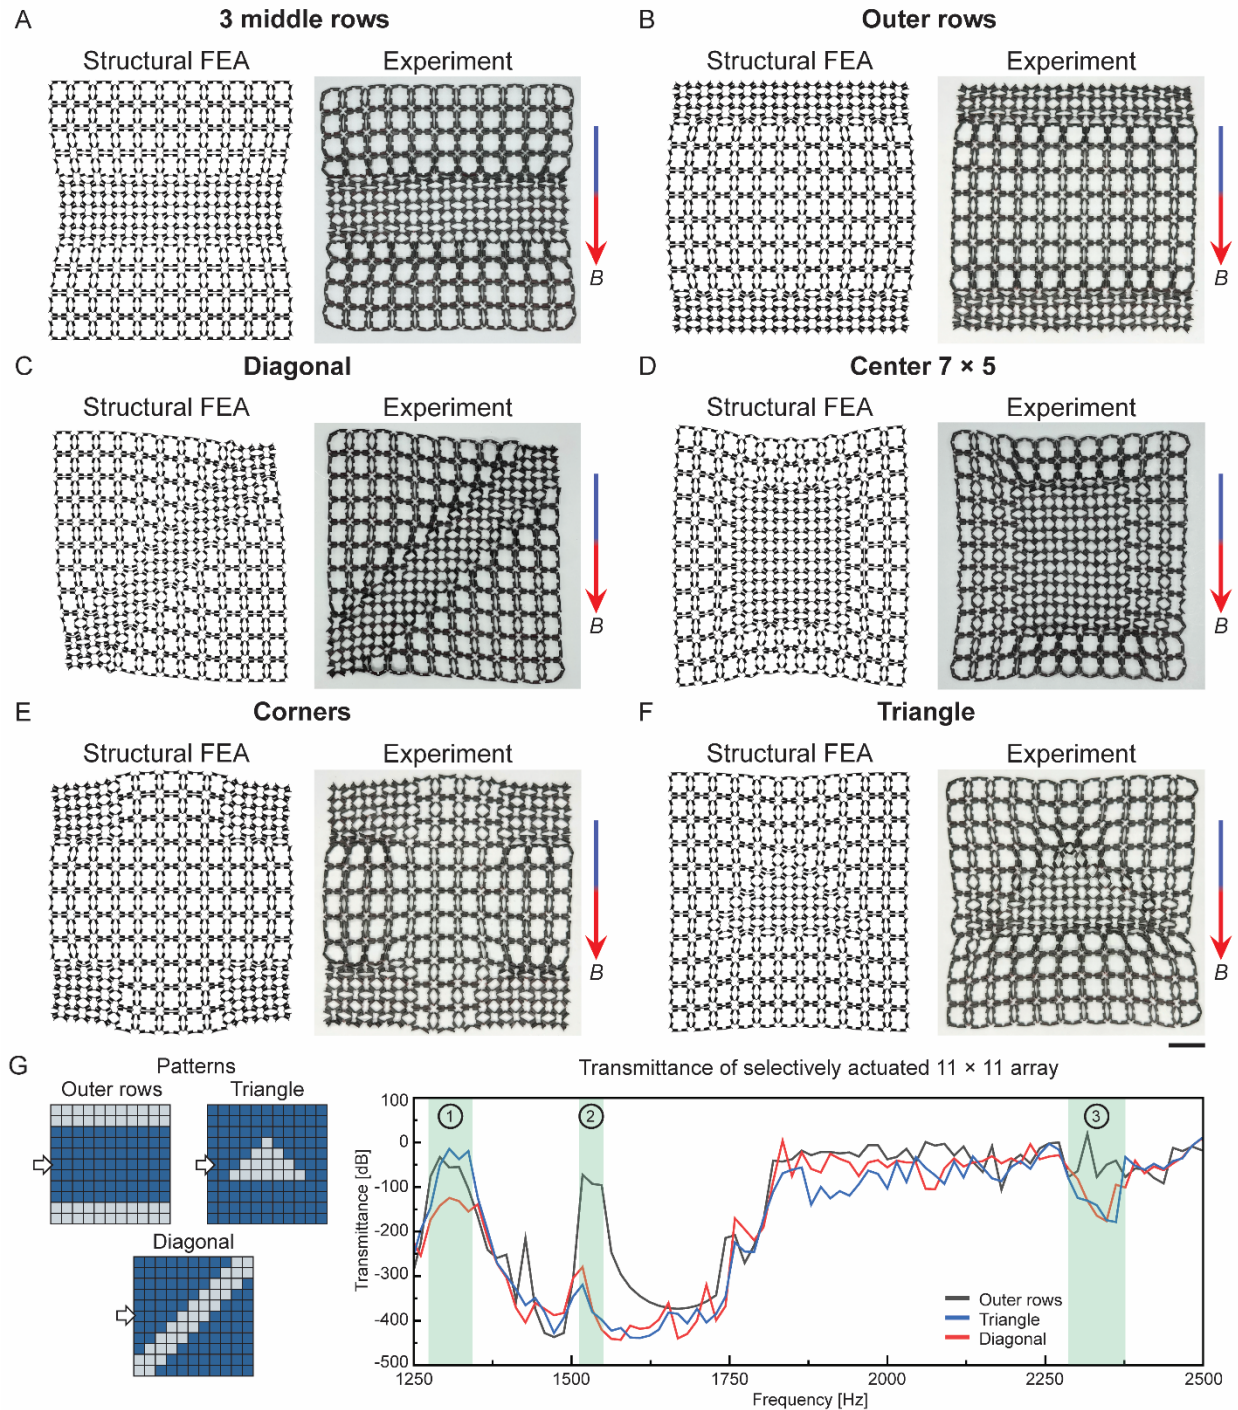 A
3 middle rows
Structural FEA
Experiment
B
B
Outer rows
Structural FEA
Experiment
B
C
Diagonal
Structural FEA
Experiment
B
D
Center 7 × 5
Structural FEA
Experiment
B
E
Corners
Structural FEA
Experiment
B
F
Triangle
Structural FEA
Experiment
B
G
Patterns
Outer rows
Triangle
Diagonal
Transmittance of selectively actuated 11 × 11 array
Transmittance [dB]
100
0
-100
-200
-300
-400
-500
1
2
3
Outer rows
Triangle
Diagonal
1250
1500
1750
2000
2250
2500
Frequency [Hz]